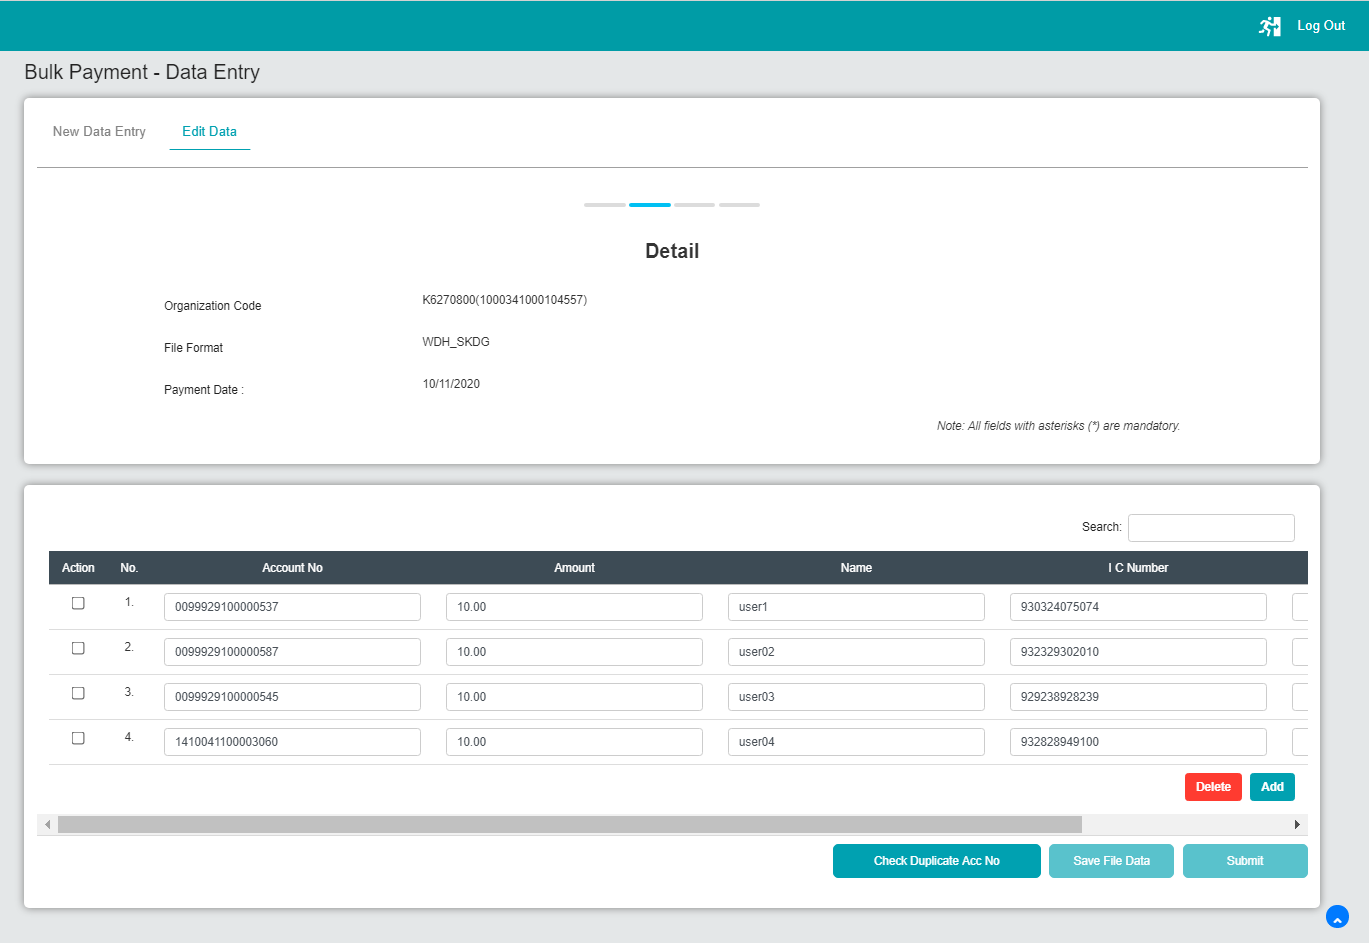 Log Out
Bulk Payment - Data Entry
New Data Entry Edit Data
Detail
Organization Code K6270800(1000341000104557)
File Format WDH_SKDG
Payment Date : 10/11/2020
Note: All fields with asterisks (*) are mandatory.
Search:
Action No. Account No Amount Name I C Number
1. 0099929100000537 10.00 user1 930324075074
2. 0099929100000587 10.00 user02 932329302010
3. 0099929100000545 10.00 user03 929238928239
4. 1410041100003060 10.00 user04 932828949100
Delete Add
Check Duplicate Acc No Save File Data Submit